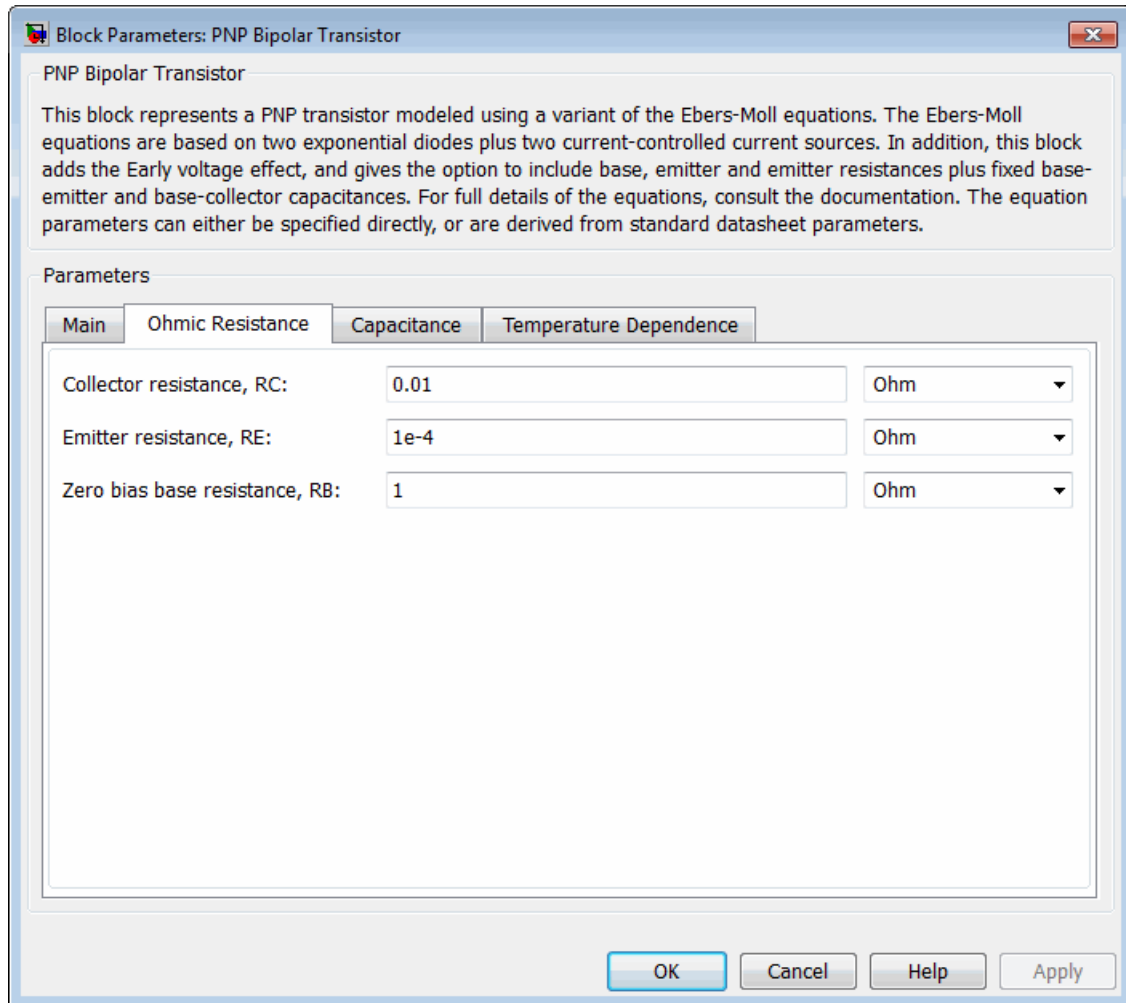 Block Parameters: PNP Bipolar Transistor
PNP Bipolar Transistor
This block represents a PNP transistor modeled using a variant of the Ebers-Moll equations. The Ebers-Moll
equations are based on two exponential diodes plus two current-controlled current sources. In addition, this block
adds the Early voltage effect, and gives the option to include base, emitter and emitter resistances plus fixed base-
emitter and base-collector capacitances. For full details of the equations, consult the documentation. The equation
parameters can either be specified directly, or are derived from standard datasheet parameters.
Parameters
Main Ohmic Resistance Capacitance Temperature Dependence
Collector resistance, RC: 0.01 Ohm
Emitter resistance, RE: 1e-4 Ohm
Zero bias base resistance, RB: 1 Ohm
OK Cancel Help Apply